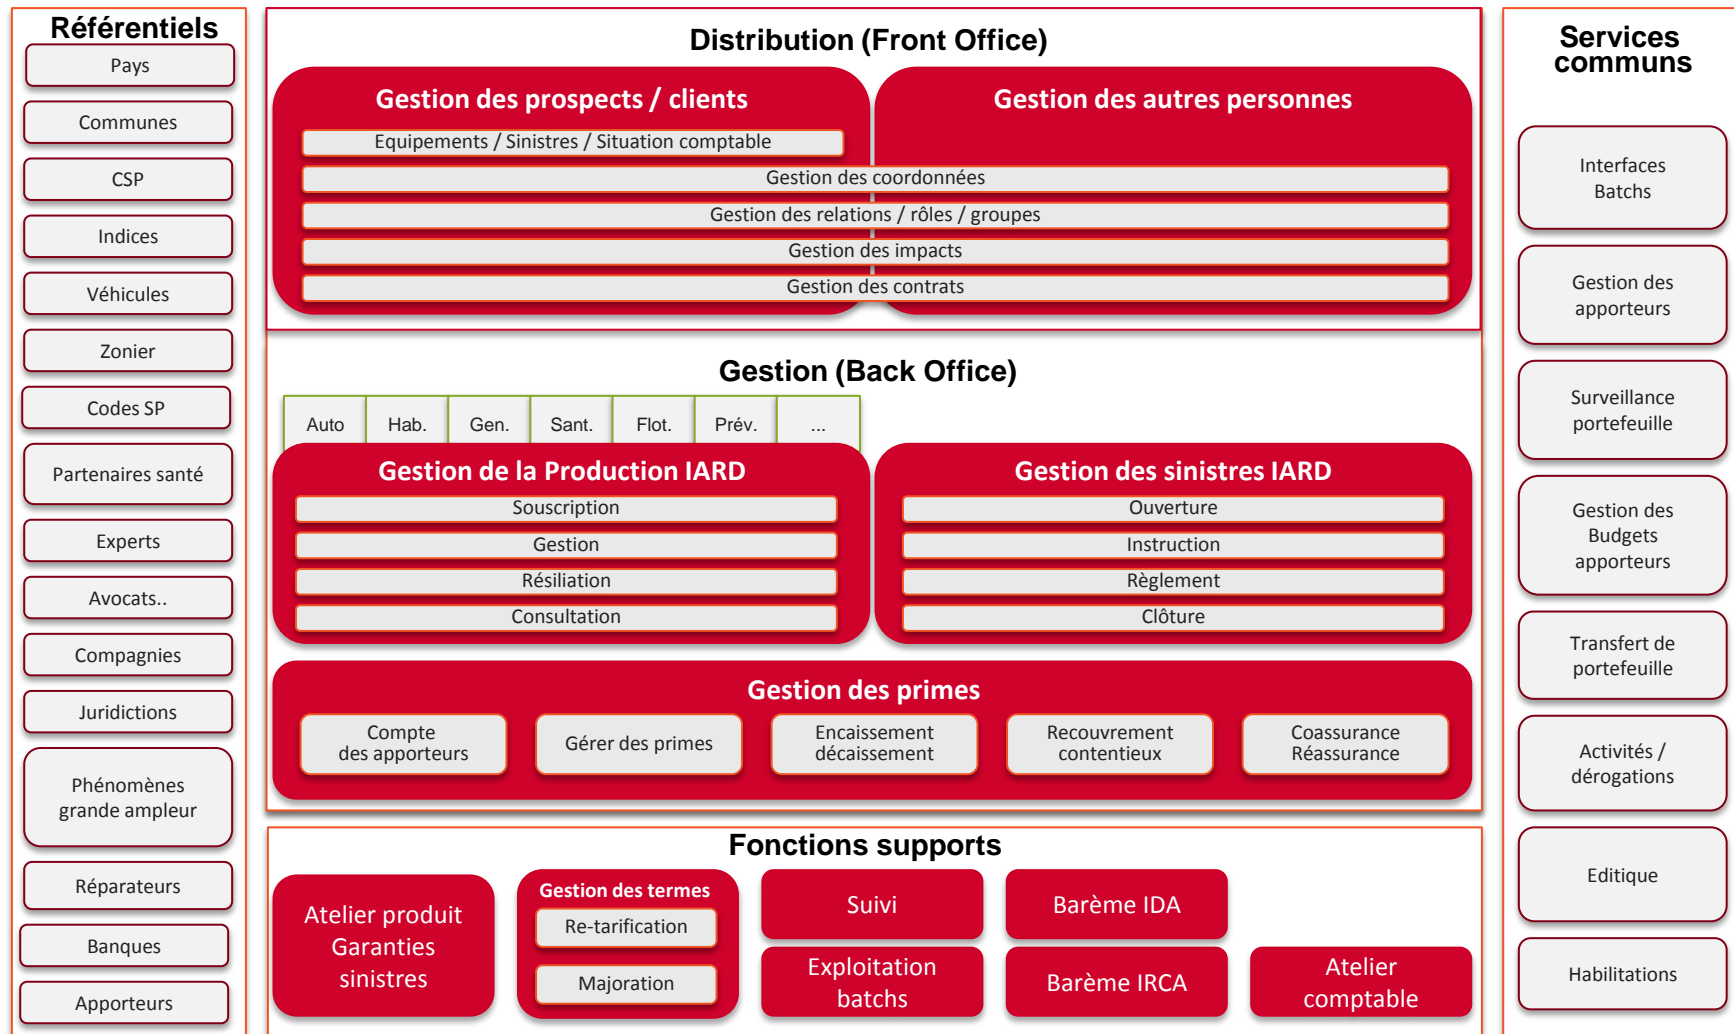 Référentiels
Pays
Communes
CSP
Indices
Véhicules
Zonier
Codes SP
Partenaires santé
Experts
Avocats..
Compagnies
Juridictions
Phénomènes
grande ampleur
Réparateurs
Banques
Apporteurs
Distribution (Front Office)
Gestion des prospects / clients
Gestion des autres personnes
Equipements / Sinistres / Situation comptable
Gestion des coordonnées
Gestion des relations / rôles / groupes
Gestion des impacts
Gestion des contrats
Gestion (Back Office)
Auto
Hab.
Gen.
Sant.
Flot.
Prév.
...
Gestion de la Production IARD
Souscription
Gestion
Résiliation
Consultation
Gestion des sinistres IARD
Ouverture
Instruction
Règlement
Clôture
Gestion des primes
Compte
des apporteurs
Gérer des primes
Encaissement
décaissement
Recouvrement
contentieux
Coassurance
Réassurance
Fonctions supports
Atelier produit
Garanties
sinistres
Gestion des termes
Re-tarification
Majoration
Suivi
Exploitation
batchs
Barème IDA
Barème IRCA
Atelier
comptable
Services
communs
Interfaces
Batchs
Gestion des
apporteurs
Surveillance
portefeuille
Gestion des
Budgets
apporteurs
Transfert de
portefeuille
Activités /
dérogations
Editique
Habilitations